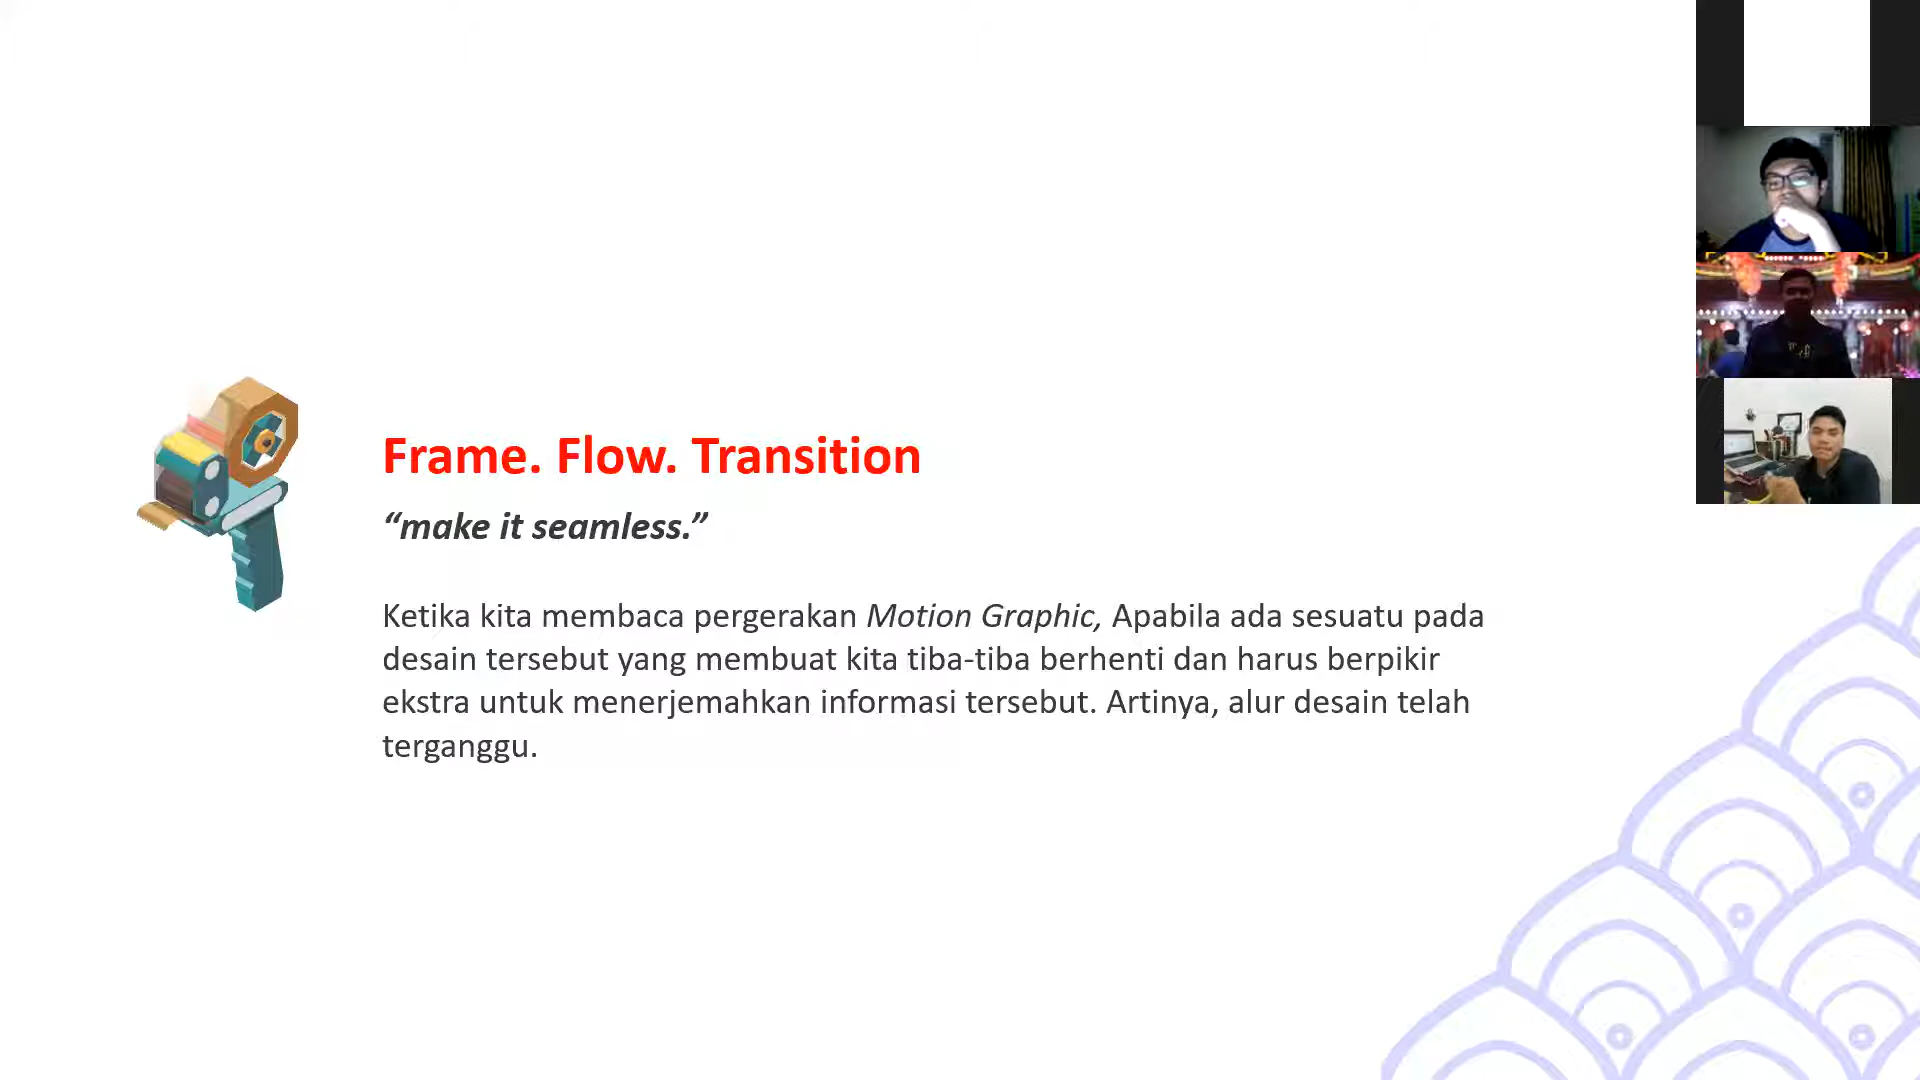 Frame. Flow. Transition
“make it seamless.”
Ketika kita membaca pergerakan Motion Graphic, Apabila ada sesuatu pada
desain tersebut yang membuat kita tiba-tiba berhenti dan harus berpikir
ekstra untuk menerjemahkan informasi tersebut. Artinya, alur desain telah
terganggu.